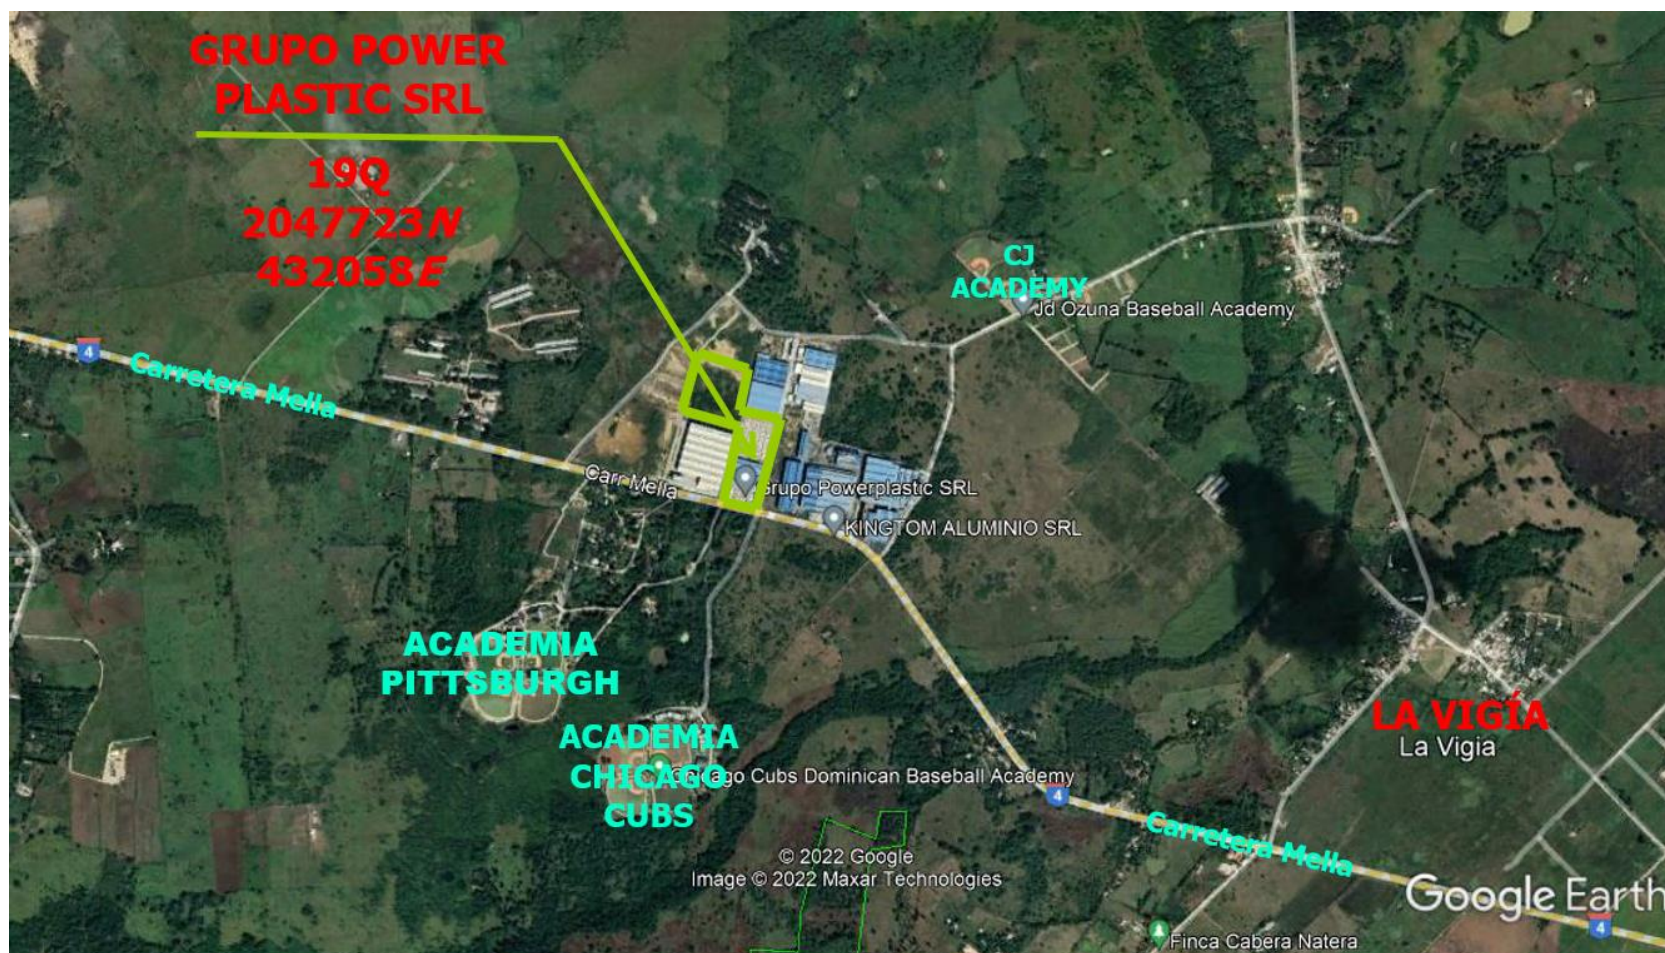 GRUPO POWER
PLASTIC SRL
19Q
2047723N
432058E
CJ
ACADEMY
Jd Ozuna Baseball Academy
4
Carretera Mella
Carr Mella
Grupo Powerplastic SRL
KINGTOM ALUMINIO SRL
ACADEMIA
PITTSBURGH
ACADEMIA
CHICAGO
CUBS
Chicago Cubs Dominican Baseball Academy
LA VIGÍA
La Vigia
4
Carretera Mella
© 2022 Google
Image © 2022 Maxar Technologies
Google Earth
4
Finca Cabera Natera